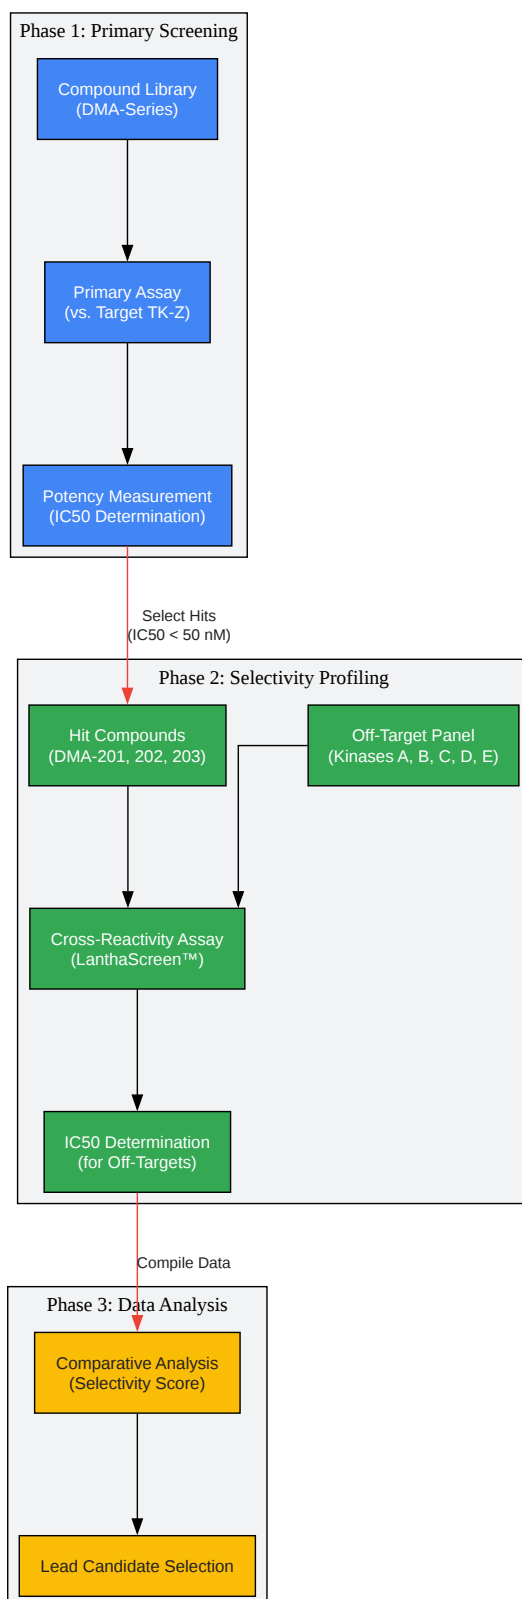 Phase 1: Primary Screening
Compound Library
(DMA-Series)
Primary Assay
(vs. Target TK-Z)
Potency Measurement
(IC50 Determination)
Select Hits
(IC50 < 50 nM)
Phase 2: Selectivity Profiling
Hit Compounds
(DMA-201, 202, 203)
Off-Target Panel
(Kinases A, B, C, D, E)
Cross-Reactivity Assay
(LanthaScreen™)
IC50 Determination
(for Off-Targets)
Compile Data
Phase 3: Data Analysis
Comparative Analysis
(Selectivity Score)
Lead Candidate Selection